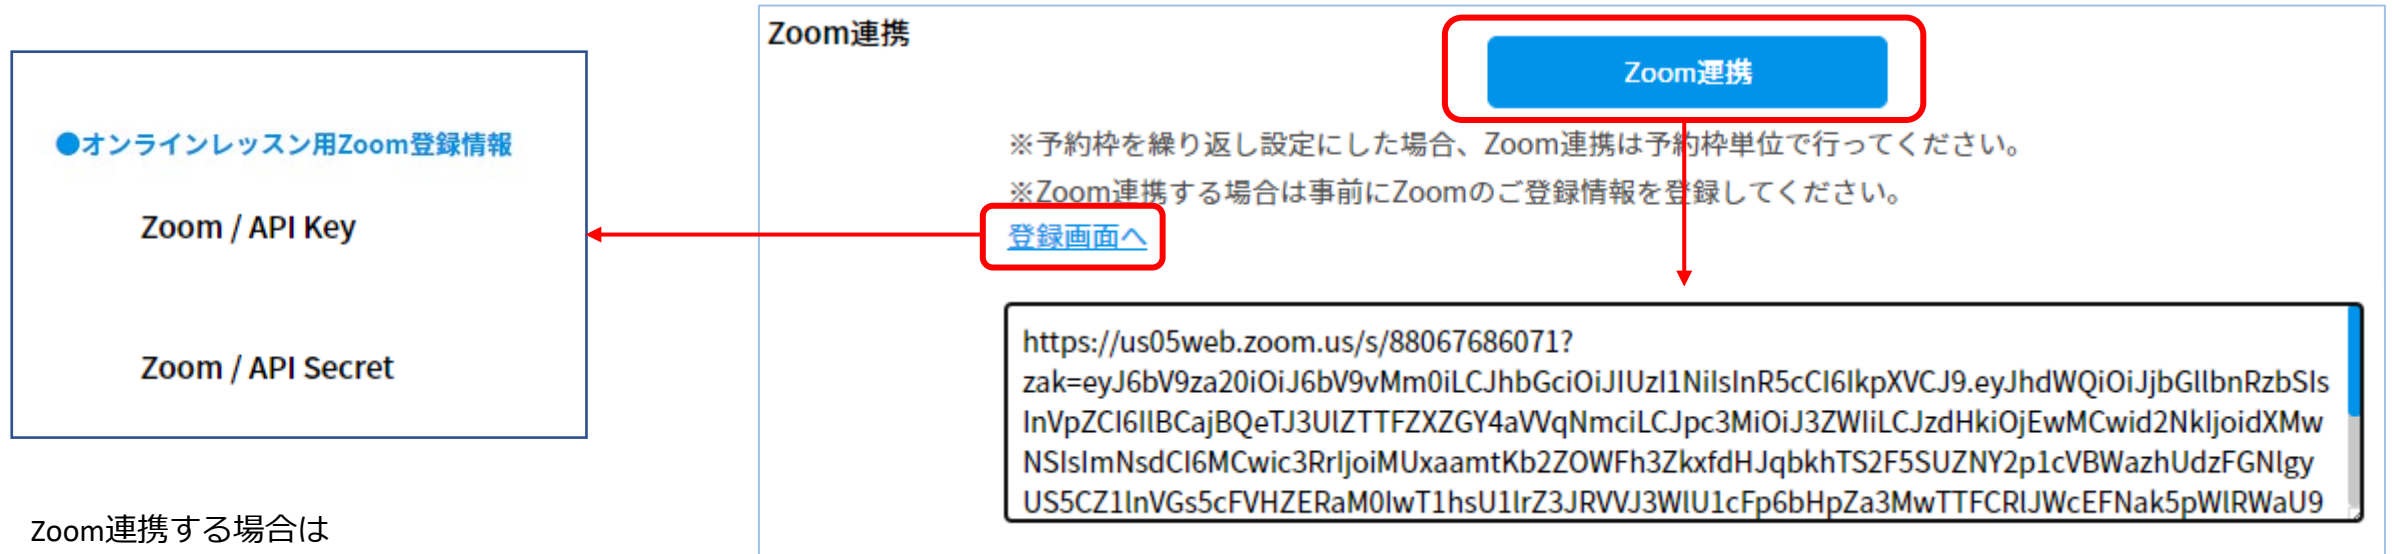 Zoom連携
Zoom連携
※予約枠を繰り返し設定にした場合、Zoom連携は予約枠単位で行ってください。
※Zoom連携する場合は事前にZoomのご登録情報を登録してください。
登録画面へ
https://us05web.zoom.us/s/88067686071?
zak=eyJ6bV9za20iOiJ6bV9vMm0iLCJhbGciOiJIUzI1NiIsInR5cCI6IkpXVCJ9.eyJhdWQiOiJjbGllbnRzbSIs
InVpZCI6IlBCajBQeTJ3UlZTTFZXZGY4aVVqNmciLCJpc3MiOiJ3ZWIiLCJzdHkiOjEwMCwid2NkIjoidXMw
NSIsImNsdCI6MCwic3RrIjoiMUxaamtKb2ZOWFh3ZkxfdHJqbkhTS2F5SUZNY2p1cVBWazhUdzFGNlgy
US5CZ1lnVGs5cFVHZERaM0IwT1hsU1lrZ3JRVVJ3WlU1cFp6bHpZa3MwTTFCRlJWcEFNak5pWlRWaU9
●オンラインレッスン用Zoom登録情報
Zoom / API Key
Zoom / API Secret
Zoom連携する場合は